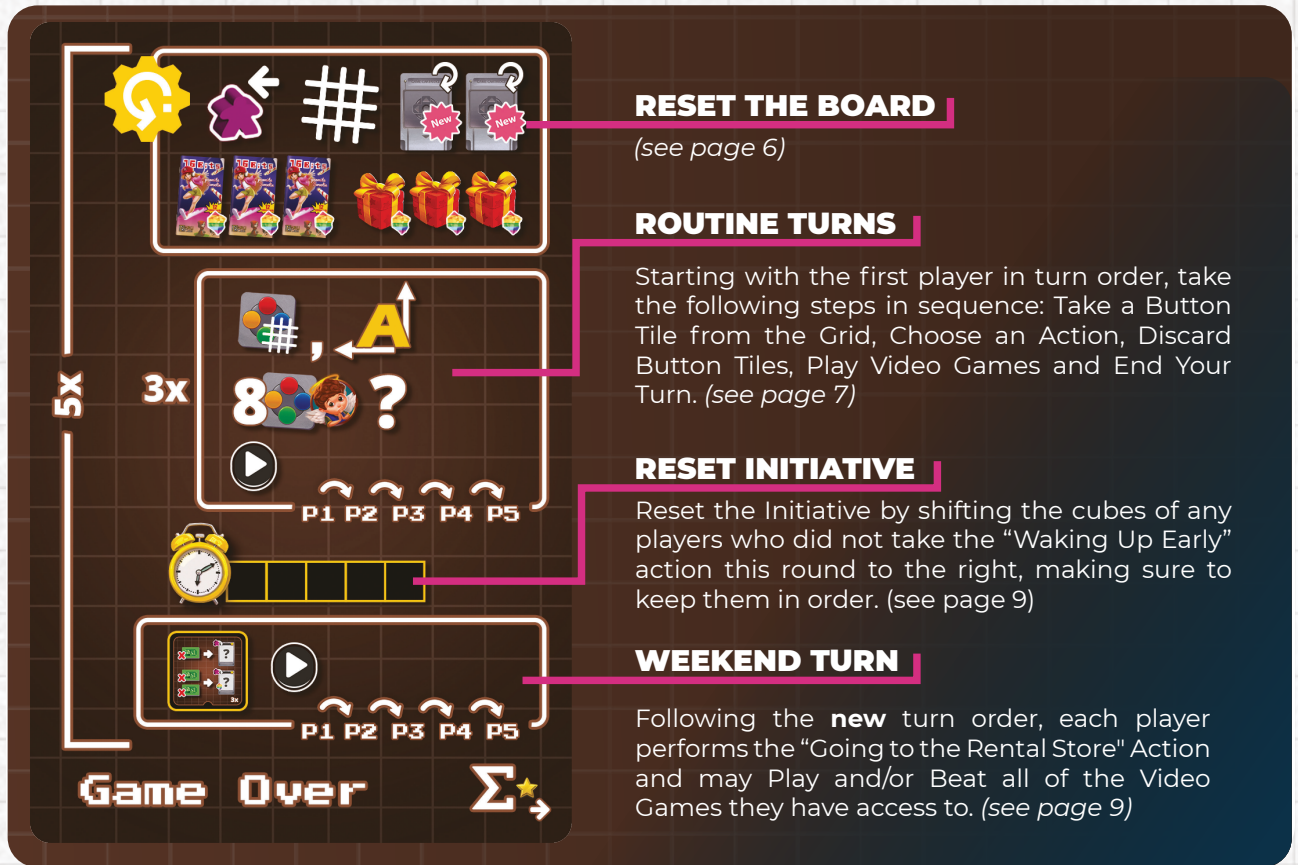 New
New
16 Bits
16 Bits
16 Bits
RESET THE BOARD
(see page 6)
ROUTINE TURNS
Starting with the first player in turn order, take
the following steps in sequence: Take a Button
Tile from the Grid, Choose an Action, Discard
Button Tiles, Play Video Games and End Your
Turn. (see page 7)
5x
3x
, A
8 ?
P1 P2 P3 P4 P5
RESET INITIATIVE
Reset the Initiative by shifting the cubes of any
players who did not take the “Waking Up Early”
action this round to the right, making sure to
keep them in order. (see page 9)
WEEKEND TURN
Following the new turn order, each player
performs the “Going to the Rental Store" Action
and may Play and/or Beat all of the Video
Games they have access to. (see page 9)
?
?
3x
P1 P2 P3 P4 P5
Game Over Σ